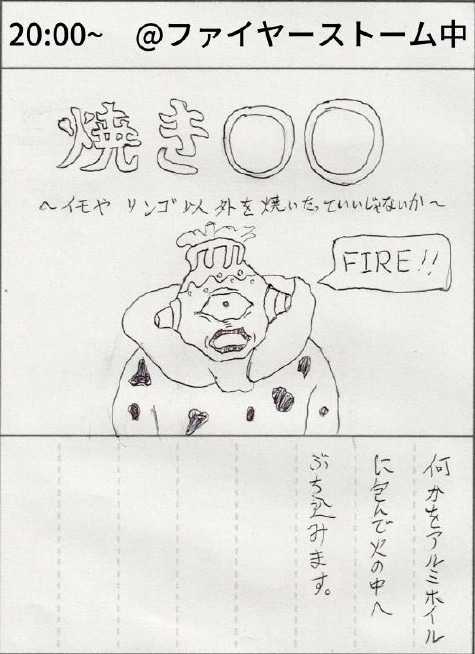 20:00~ @ファイヤーストーム中
焼き〇〇
~イモや リンゴ以外を焼いたっていいじゃないか~
FIRE!!
何かをアルミホイル
に包んで火の中へ
ぶち込みます。